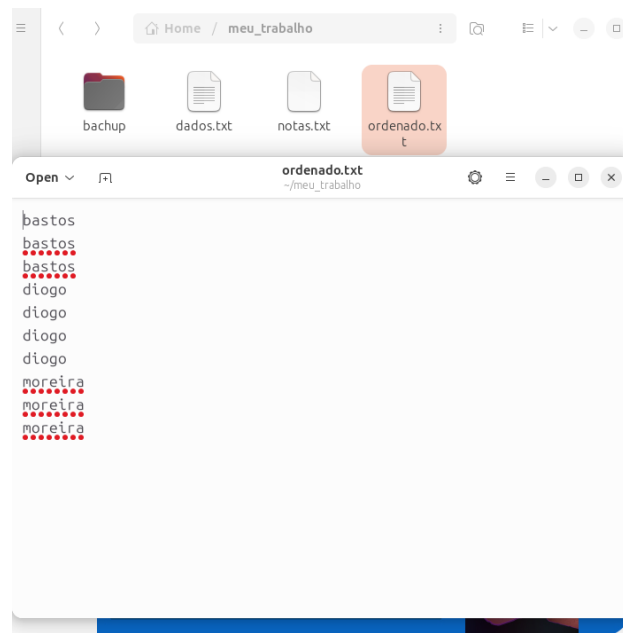 Home / meu_trabalho
bachup
dados.txt
notas.txt
ordenado.tx
t
Open
ordenado.txt
~/meu_trabalho
bastos
bastos
bastos
diogo
diogo
diogo
diogo
moreira
moreira
moreira